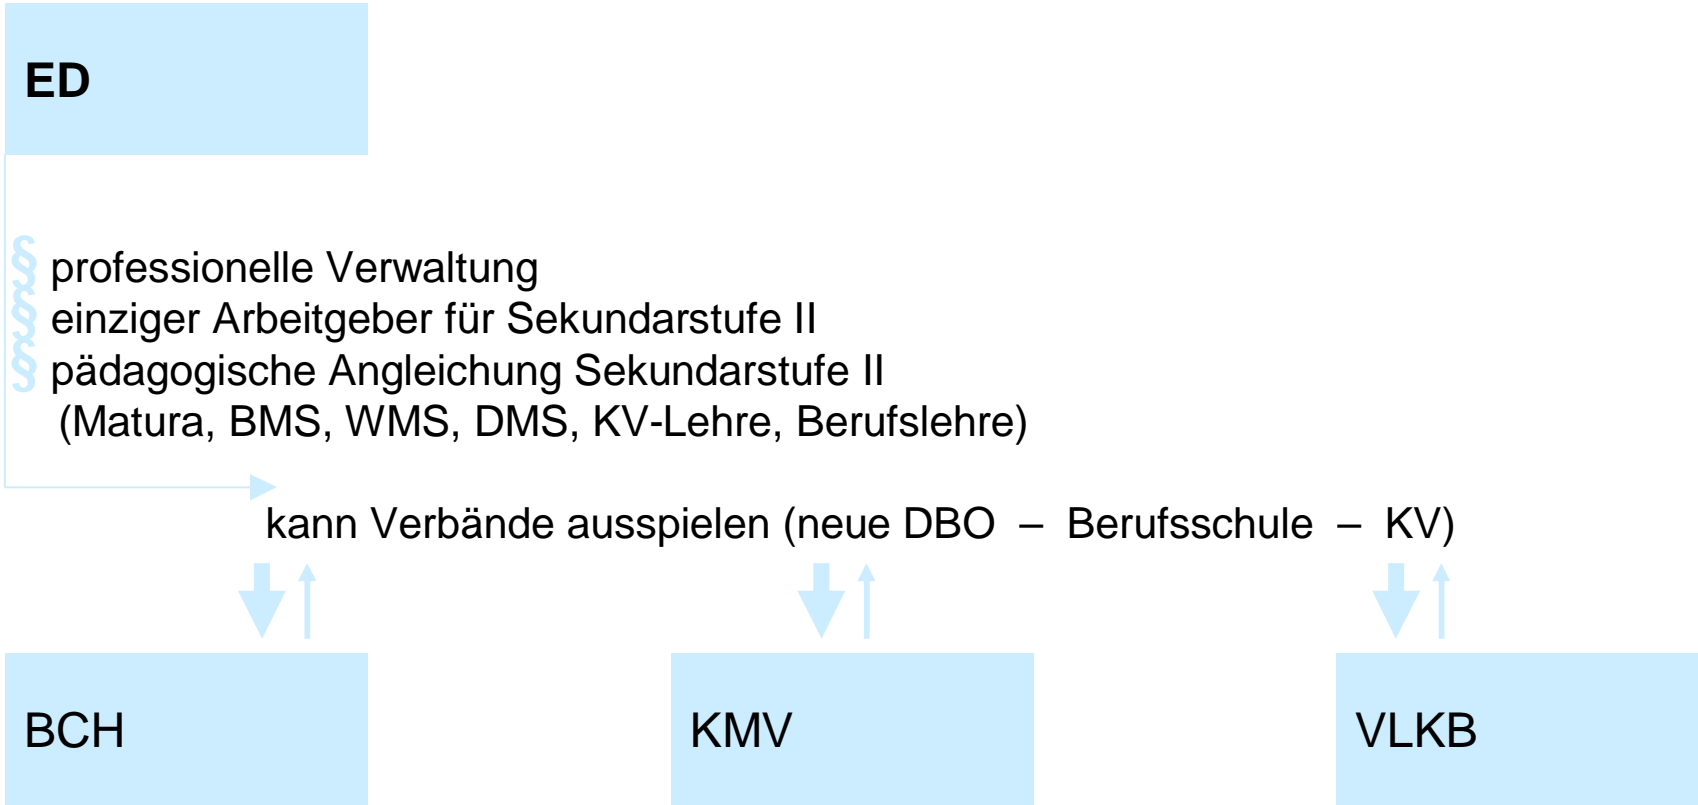 ED
§ professionelle Verwaltung
§ einziger Arbeitgeber für Sekundarstufe II
§ pädagogische Angleichung Sekundarstufe II
(Matura, BMS, WMS, DMS, KV-Lehre, Berufslehre)
kann Verbände ausspielen (neue DBO – Berufsschule – KV)
BCH KMV VLKB